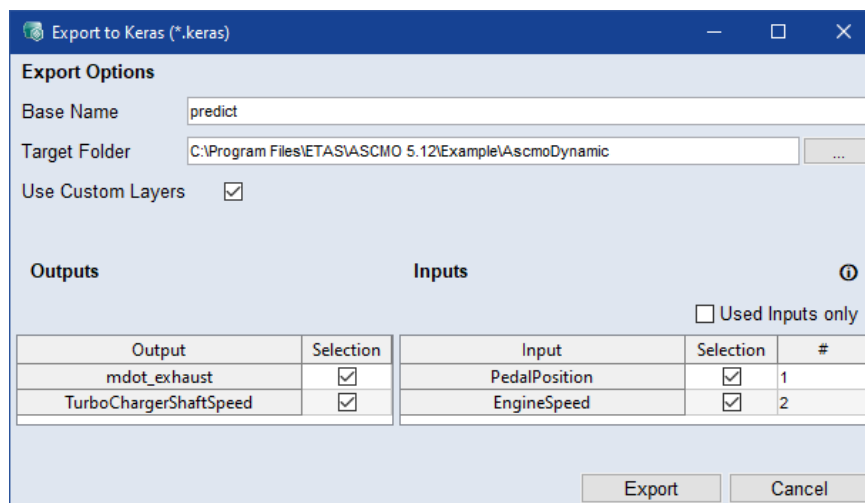 Export to Keras (*.keras)
Export Options
Base Name predict
Target Folder C:\Program Files\ETAS\ASCMO 5.12\Example\AscmoDynamic ...
Use Custom Layers
Outputs Inputs
Used Inputs only
Output Selection Input Selection #
mdot_exhaust PedalPosition 1
TurboChargerShaftSpeed EngineSpeed 2
Export Cancel